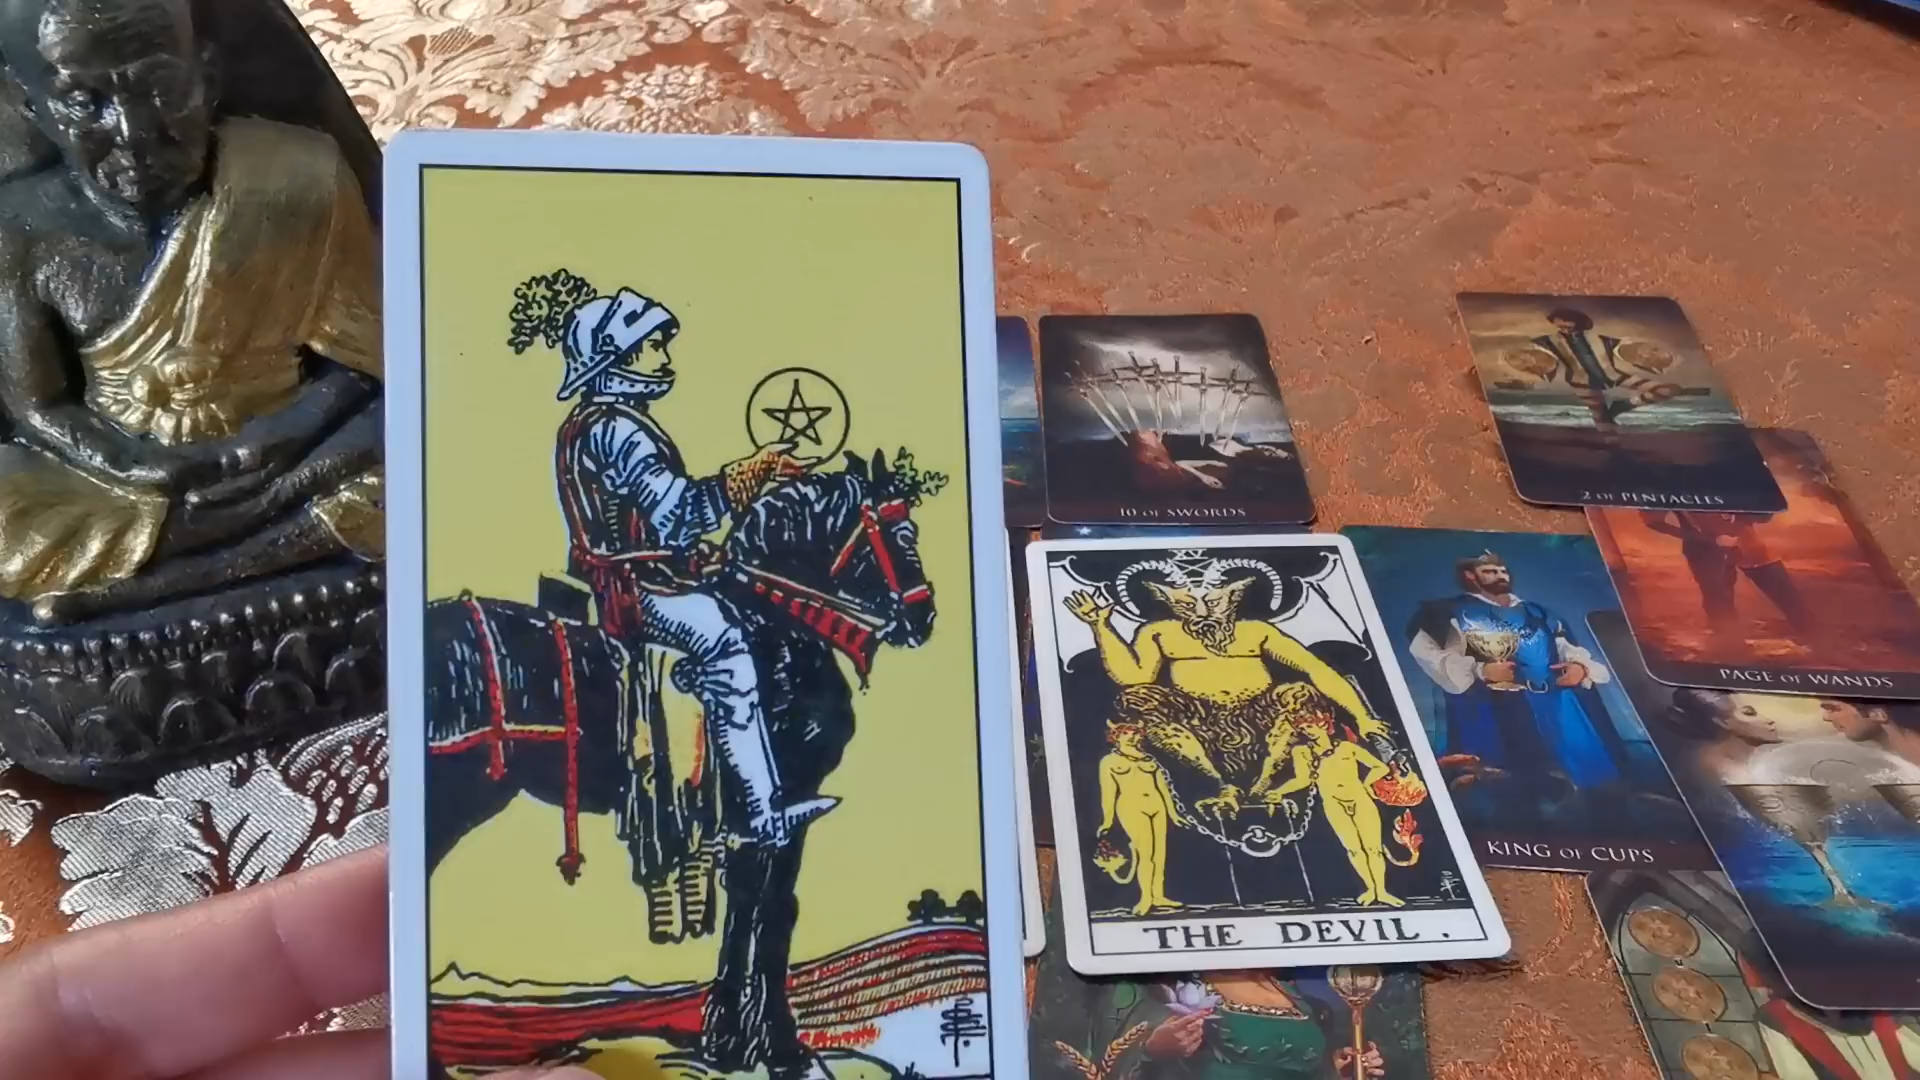 10 OF SWORDS
2 OF PENTACLES
XV
PAGE OF WANDS
KING OF CUPS
THE DEVIL.